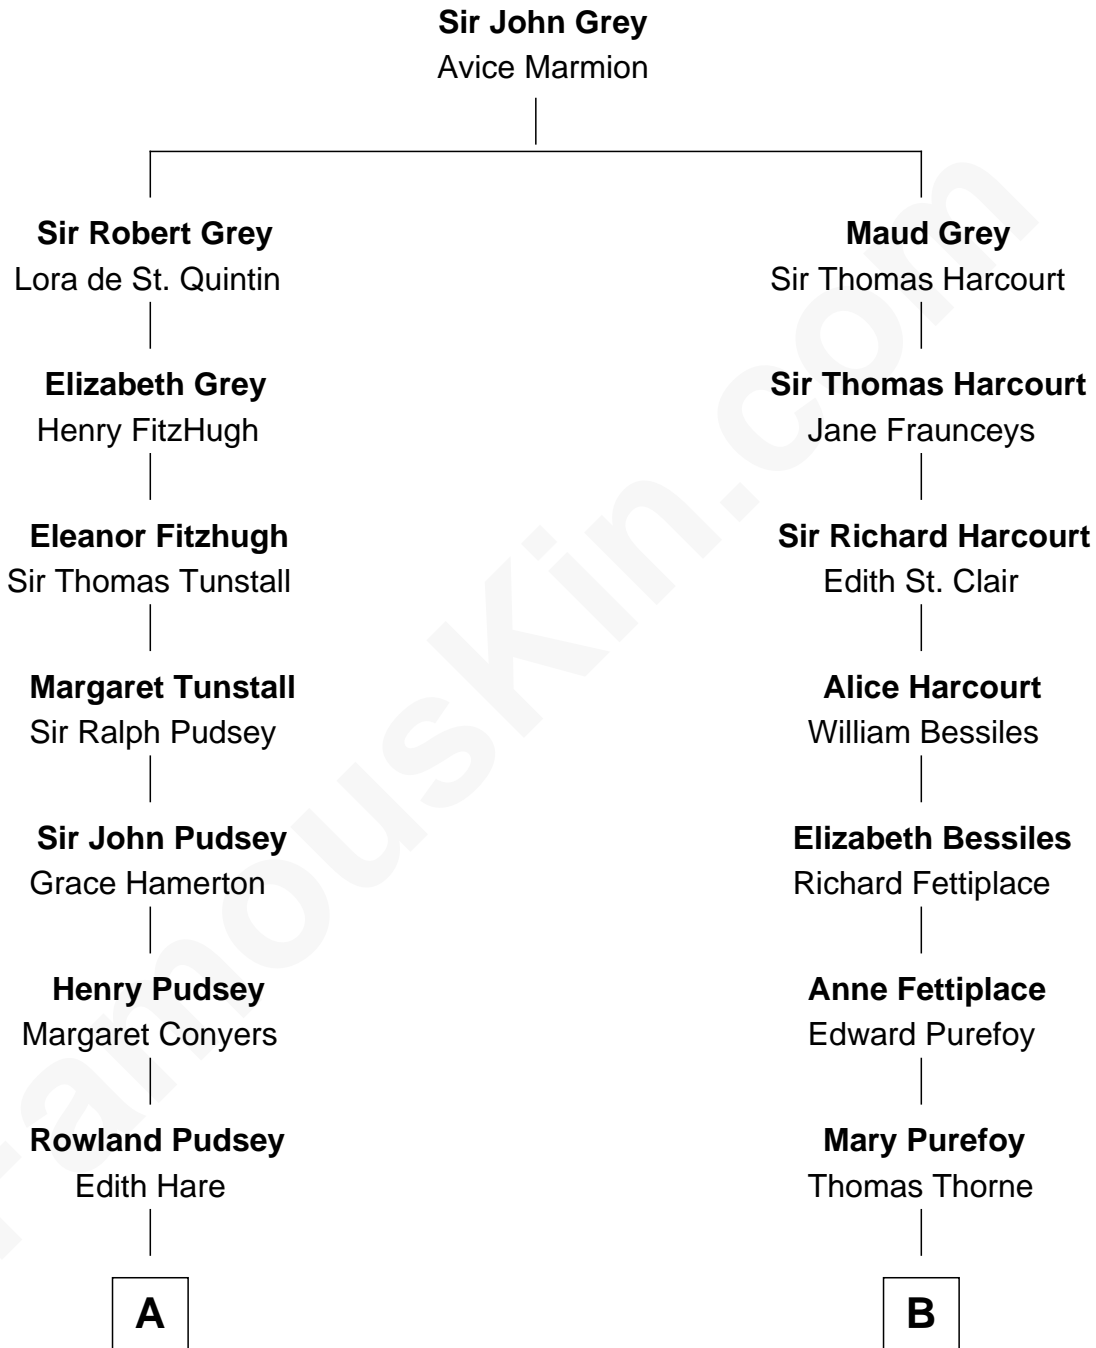 Sir John Grey
Avice Marmion
Sir Robert Grey
Lora de St. Quintin
Maud Grey
Sir Thomas Harcourt
Elizabeth Grey
Henry FitzHugh
Sir Thomas Harcourt
Jane Fraunceys
Eleanor Fitzhugh
Sir Thomas Tunstall
Sir Richard Harcourt
Edith St. Clair
Margaret Tunstall
Sir Ralph Pudsey
Alice Harcourt
William Bessiles
Sir John Pudsey
Grace Hamerton
Elizabeth Bessiles
Richard Fettiplace
Henry Pudsey
Margaret Conyers
Anne Fettiplace
Edward Purefoy
Rowland Pudsey
Edith Hare
Mary Purefoy
Thomas Thorne
A
B
FamousKin.com